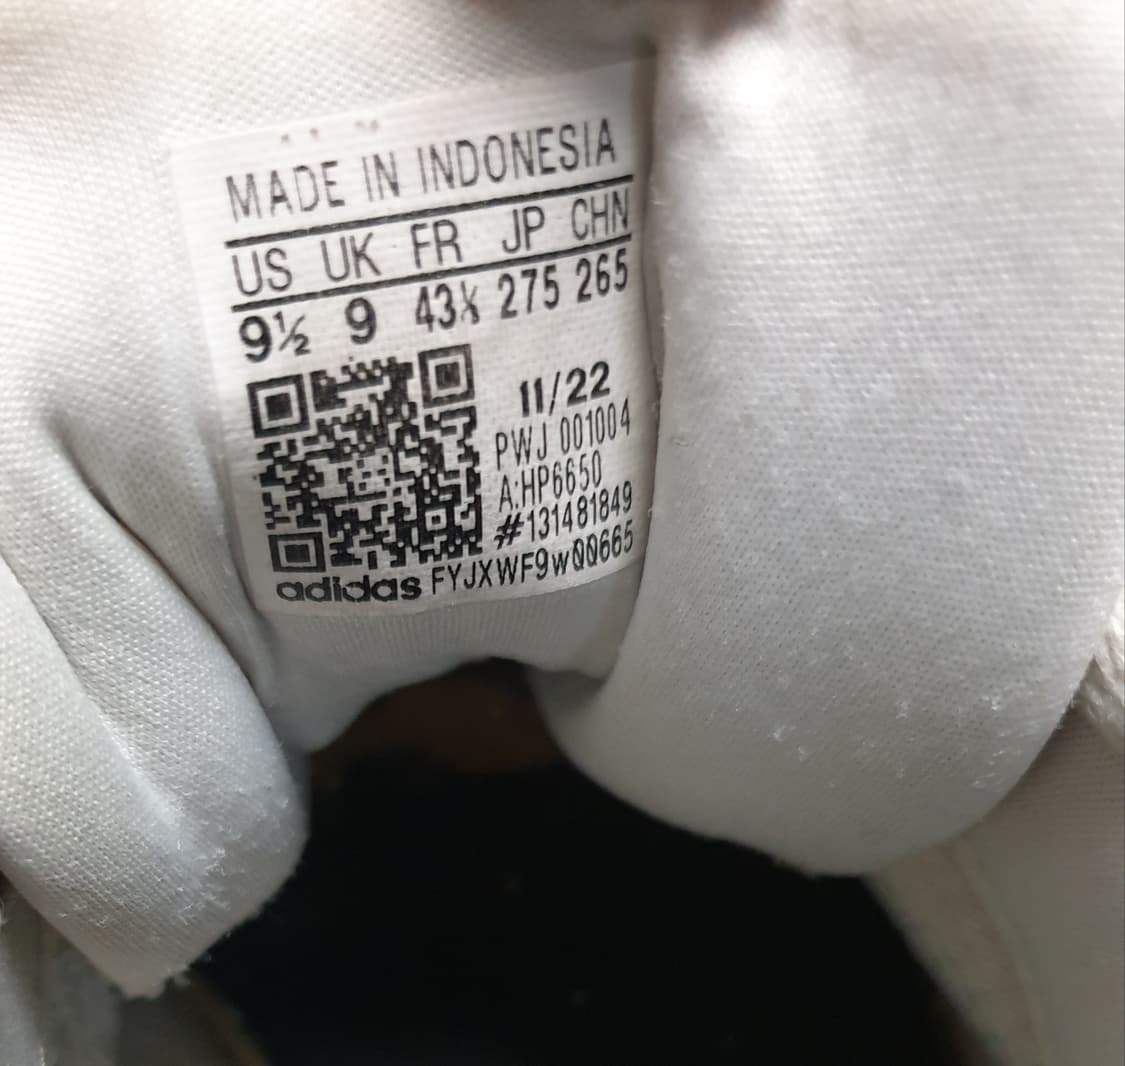 MADE IN INDONESIA
US UK FR JP CHN
9½ 9 43⅓ 275 265
11/22
PWJ 001004
A:HP6650
#131481849
adidas FYJXWF9w00665